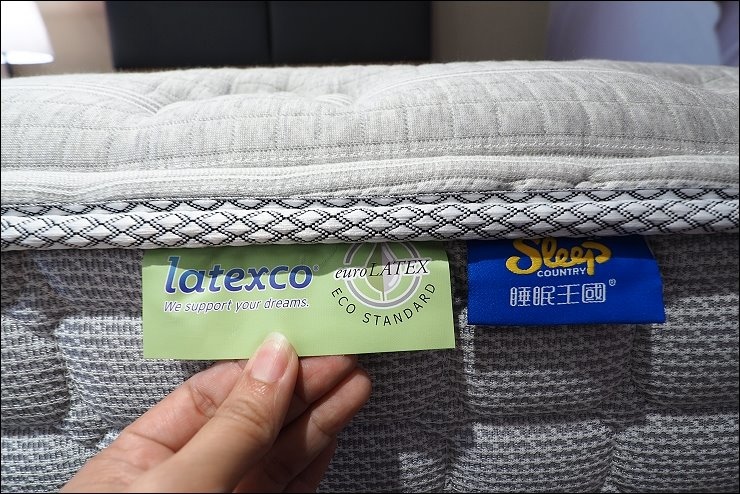 latexco®
We support your dreams.
euroLATEX
ECO STANDARD
Sleep
COUNTRY
睡眠王國®